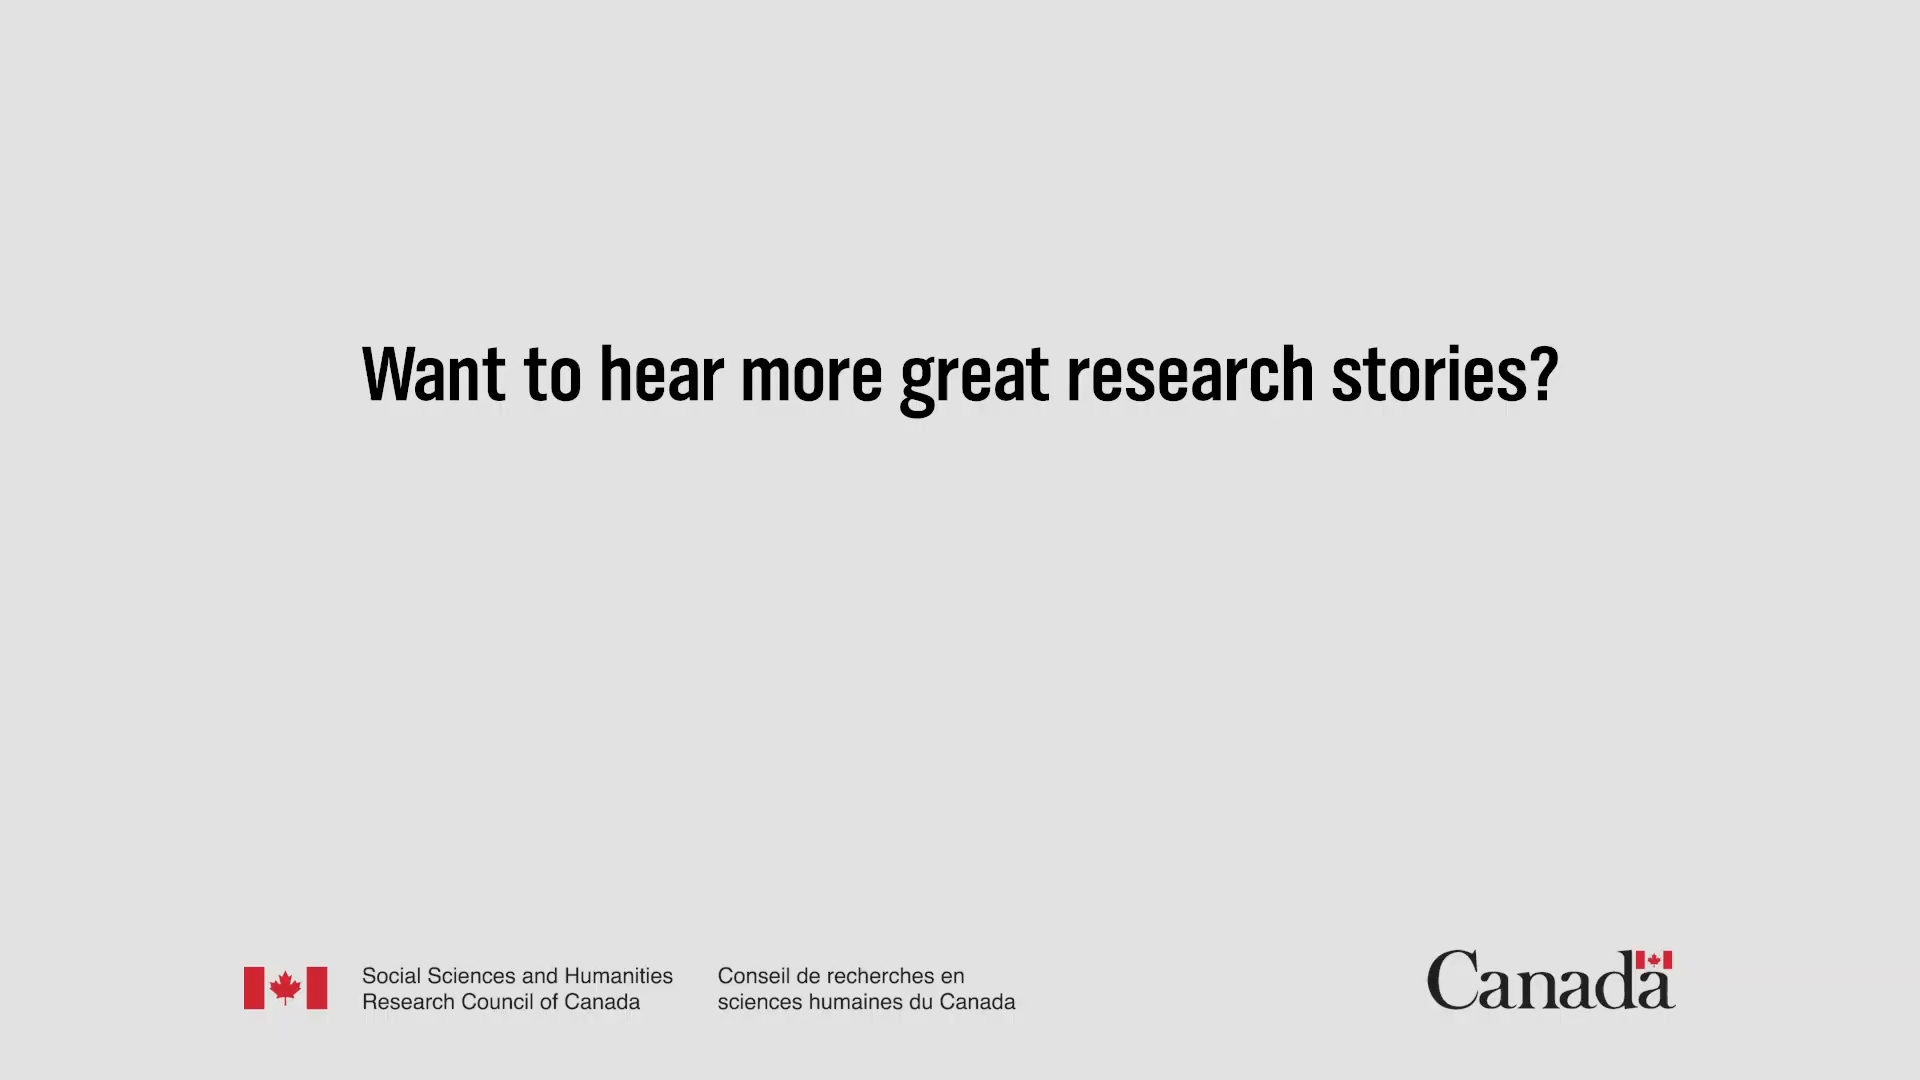 Want to hear more great research stories?
Social Sciences and Humanities
Research Council of Canada
Conseil de recherches en
sciences humaines du Canada
Canada